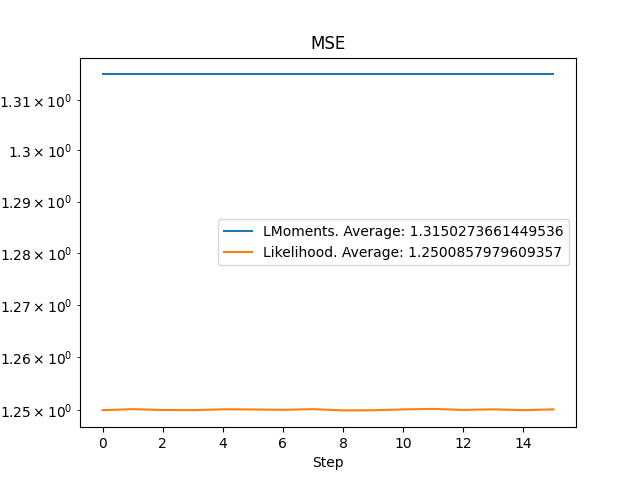 MSE
1.31 × 10⁰
1.3 × 10⁰
1.29 × 10⁰
1.28 × 10⁰
1.27 × 10⁰
1.26 × 10⁰
1.25 × 10⁰
LMoments. Average: 1.3150273661449536
Likelihood. Average: 1.2500857979609357
0 2 4 6 8 10 12 14
Step